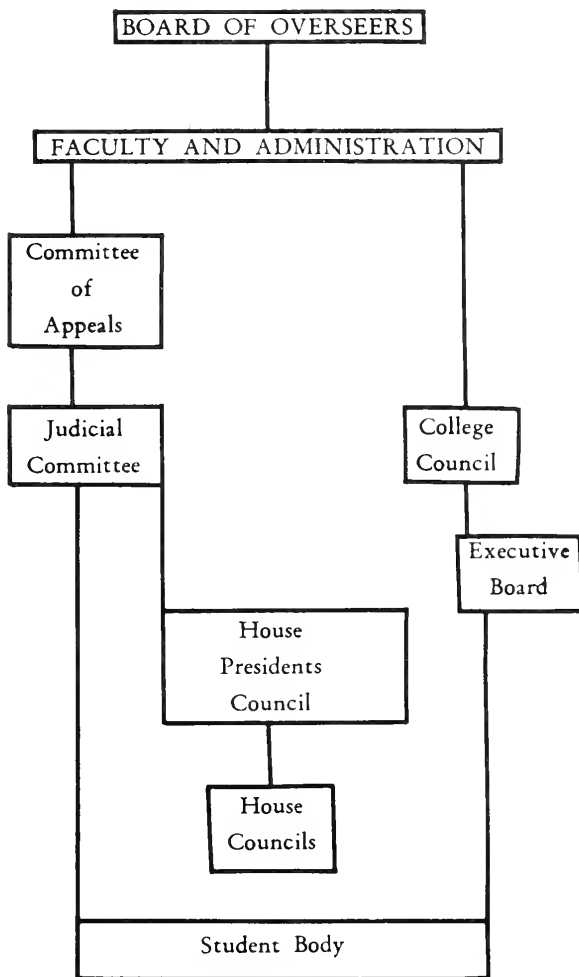 BOARD OF OVERSEERS
FACULTY AND ADMINISTRATION
Committee
of
Appeals
Judicial
Committee
College
Council
Executive
Board
House
Presidents
Council
House
Councils
Student Body